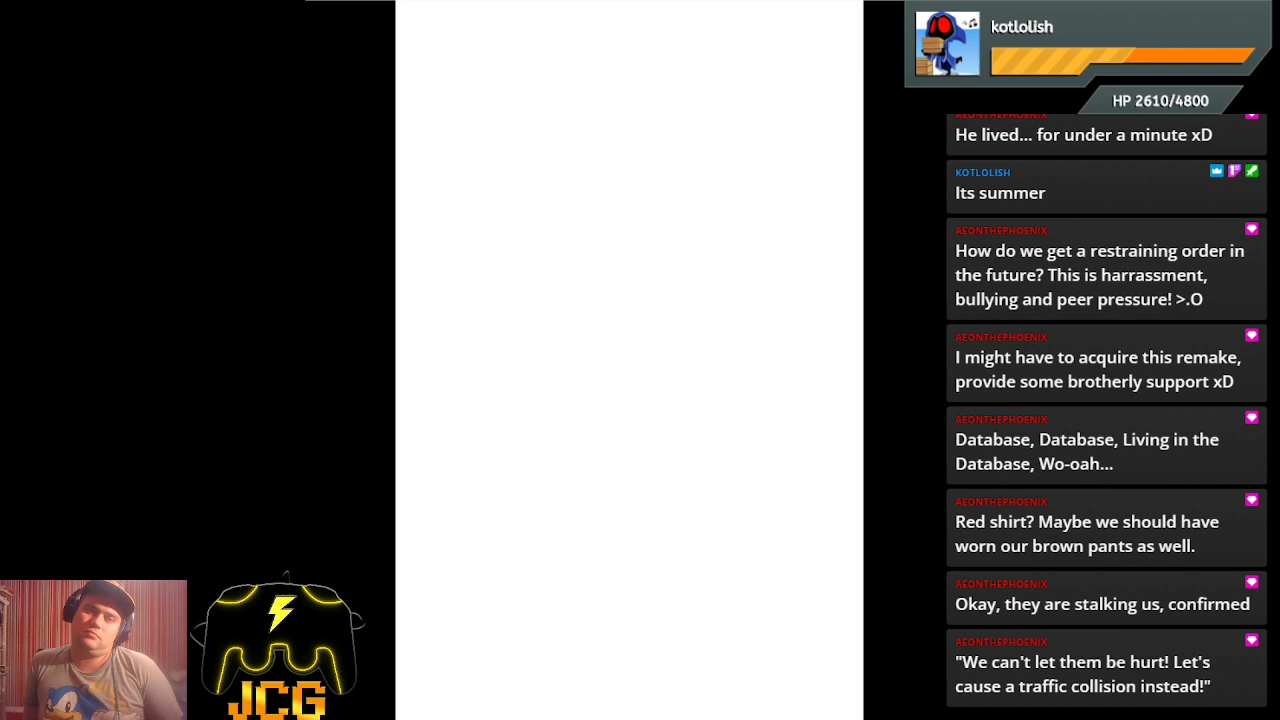 kotlolish
HP 2610/4800
AEONTHEPHOENIX
He lived... for under a minute xD
KOTLOLISH
Its summer
AEONTHEPHOENIX
How do we get a restraining order in
the future? This is harrassment,
bullying and peer pressure! >.O
AEONTHEPHOENIX
I might have to acquire this remake,
provide some brotherly support xD
AEONTHEPHOENIX
Database, Database, Living in the
Database, Wo-oah...
AEONTHEPHOENIX
Red shirt? Maybe we should have
worn our brown pants as well.
AEONTHEPHOENIX
Okay, they are stalking us, confirmed
AEONTHEPHOENIX
"We can't let them be hurt! Let's
cause a traffic collision instead!"
JCG